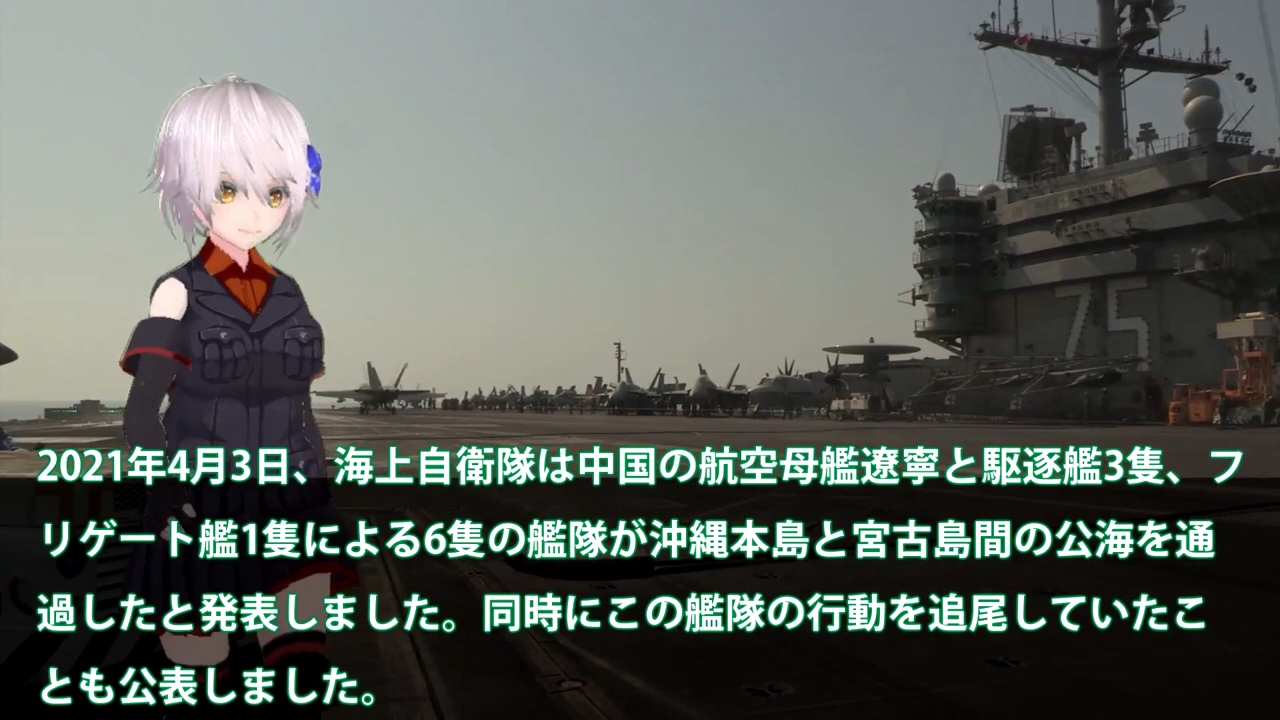 75
2021年4月3日、海上自衛隊は中国の航空母艦遼寧と駆逐艦3隻、フ
リゲート艦1隻による6隻の艦隊が沖縄本島と宮古島間の公海を通
過したと発表しました。同時にこの艦隊の行動を追尾していたこ
とも公表しました。